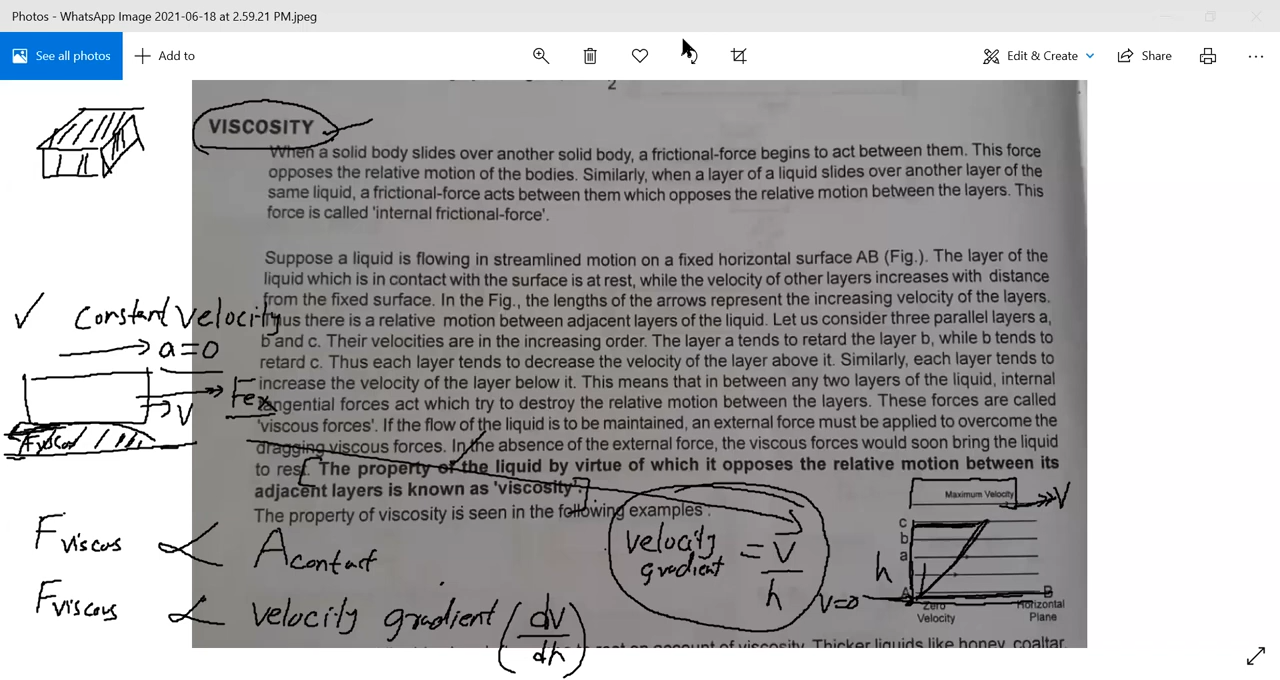 Photos - WhatsApp Image 2021-06-18 at 2.59.21 PM.jpeg
See all photos
Add to
Edit & Create
Share
2
VISCOSITY
When a solid body slides over another solid body, a frictional-force begins to act between them. This force
opposes the relative motion of the bodies. Similarly, when a layer of a liquid slides over another layer of the
same liquid, a frictional-force acts between them which opposes the relative motion between the layers. This
force is called 'internal frictional-force'.
Suppose a liquid is flowing in streamlined motion on a fixed horizontal surface AB (Fig.). The layer of the
liquid which is in contact with the surface is at rest, while the velocity of other layers increases with distance
from the fixed surface. In the Fig., the lengths of the arrows represent the increasing velocity of the layers.
there is a relative motion between adjacent layers of the liquid. Let us consider three parallel layers a,
b and c. Their velocities are in the increasing order. The layer a tends to retard the layer b, while b tends to
retard c. Thus each layer tends to decrease the velocity of the layer above it. Similarly, each layer tends to
increase the velocity of the layer below it. This means that in between any two layers of the liquid, internal
tangential forces act which try to destroy the relative motion between the layers. These forces are called
'viscous forces'. If the flow of the liquid is to be maintained, an external force must be applied to overcome the
dragging viscous forces. In the absence of the external force, the viscous forces would soon bring the liquid
to rest. The property of the liquid by virtue of which it opposes the relative motion between its
adjacent layers is known as 'viscosity'.
The property of viscosity is seen in the following examples :
✓ Constant velocity
a=0
Fex
V
F viscous ∝ A contact
F viscous ∝ velocity gradient (dv/dh)
velocity gradient = v/h
Maximum Velocity V
c
b
a
h
A B
V=0
Zero Velocity
Horizontal Plane
on account of viscosity. Thicker liquids like honey, coaltar,